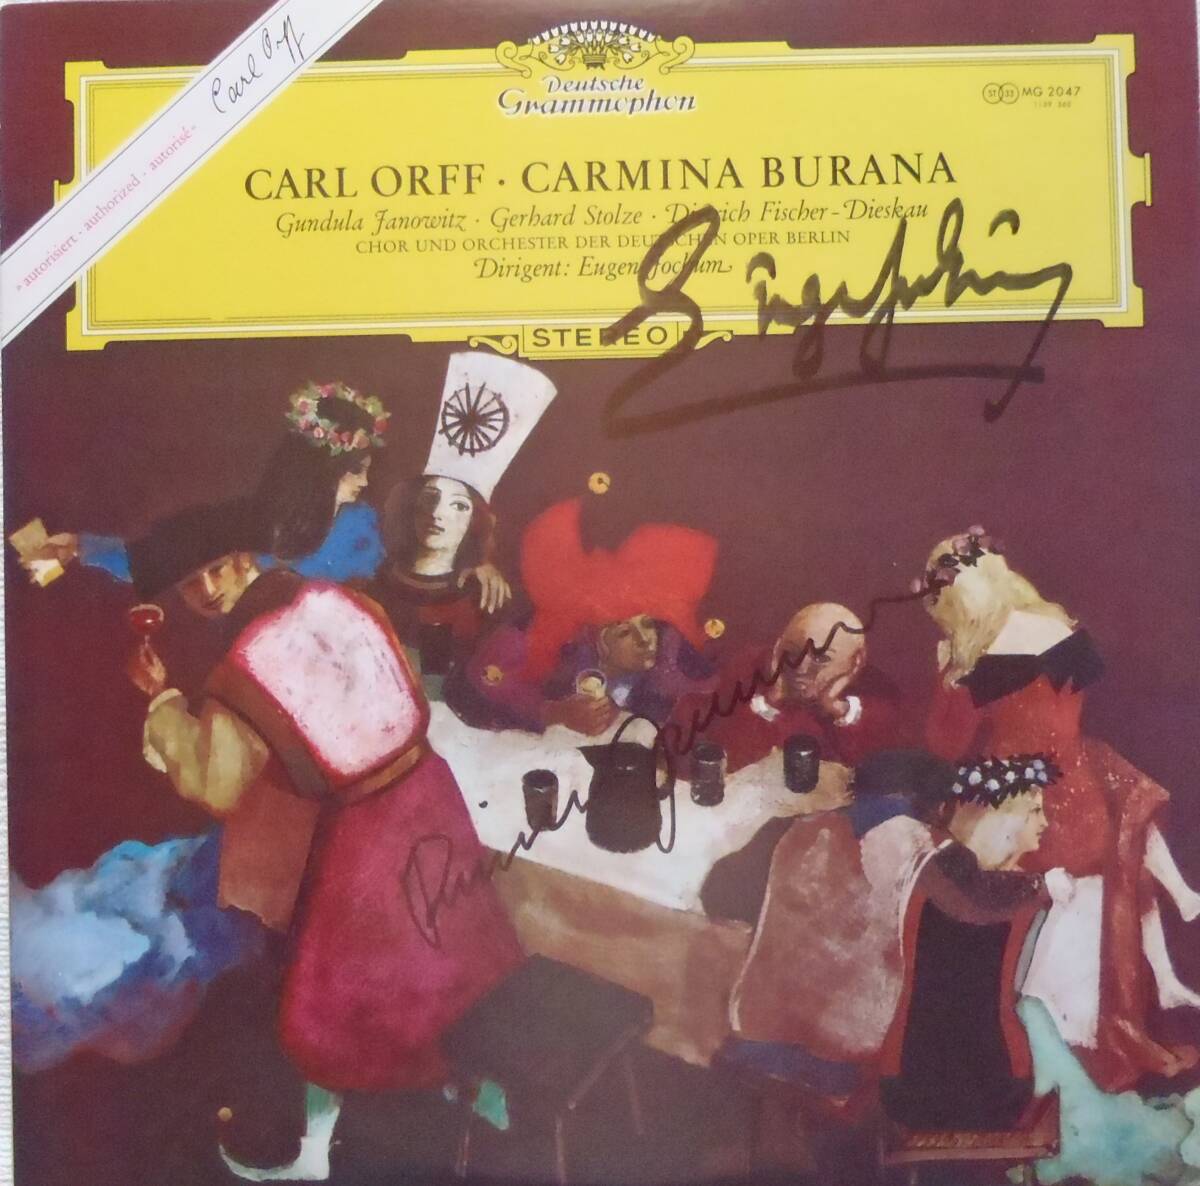 Carl Orff
»autorisiert · authorized · autorisé«
Deutsche
Grammophon
ST 33 MG 2047
CARL ORFF · CARMINA BURANA
Gundula Janowitz · Gerhard Stolze · Dietrich Fischer-Dieskau
CHOR UND ORCHESTER DER DEUTSCHEN OPER BERLIN
Dirigent: Eugen Jochum
STEREO